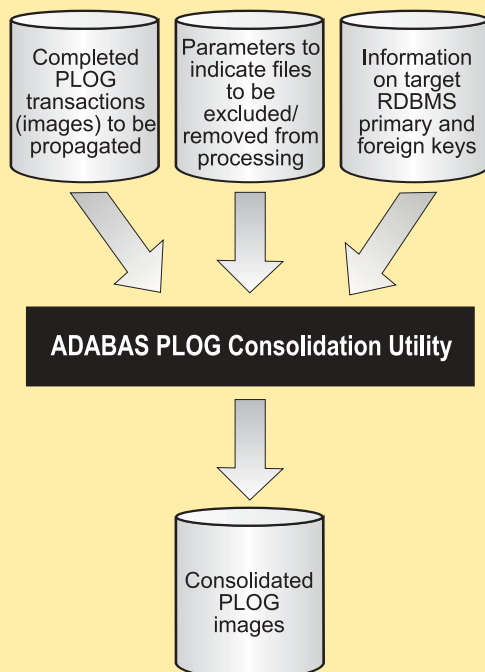 Completed
PLOG
transactions
(images) to be
propagated
Parameters to
indicate files
to be
excluded/
removed from
processing
Information
on target
RDBMS
primary and
foreign keys
ADABAS PLOG Consolidation Utility
Consolidated
PLOG
images